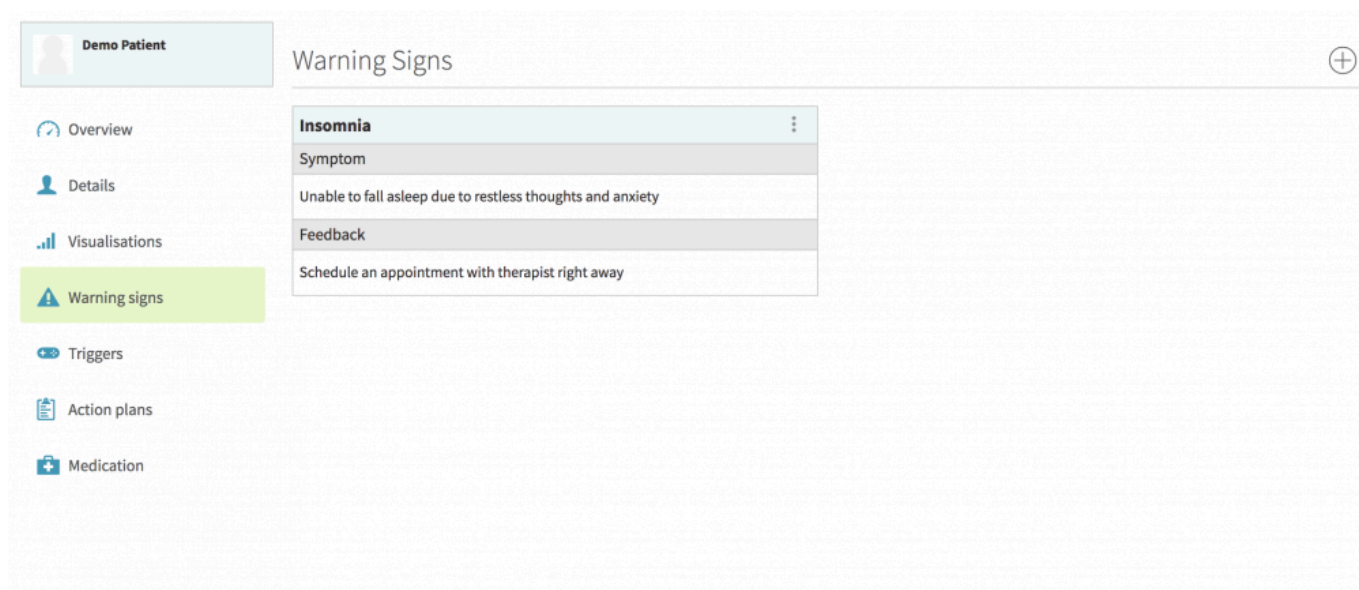 Demo Patient
Overview
Details
Visualisations
Warning signs
Triggers
Action plans
Medication
Warning Signs
Insomnia
Symptom
Unable to fall asleep due to restless thoughts and anxiety
Feedback
Schedule an appointment with therapist right away